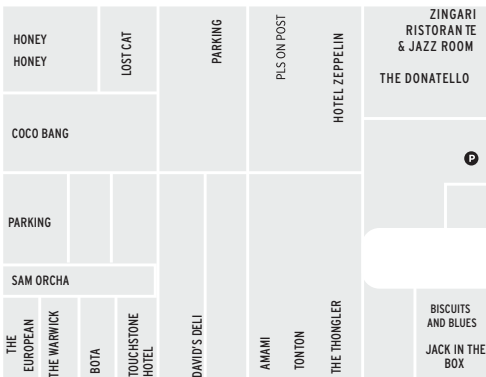 HONEY
HONEY
LOST CAT
PARKING
PLS ON POST
HOTEL ZEPPELIN
ZINGARI
RISTORAN TE
& JAZZ ROOM
THE DONATELLO
COCO BANG
P
PARKING
SAM ORCHA
THE
EUROPEAN
THE WARWICK
BOTA
TOUCHSTONE
HOTEL
DAVID'S DELI
AMAMI
TONTON
THE THONGLER
BISCUITS
AND BLUES
JACK IN THE
BOX